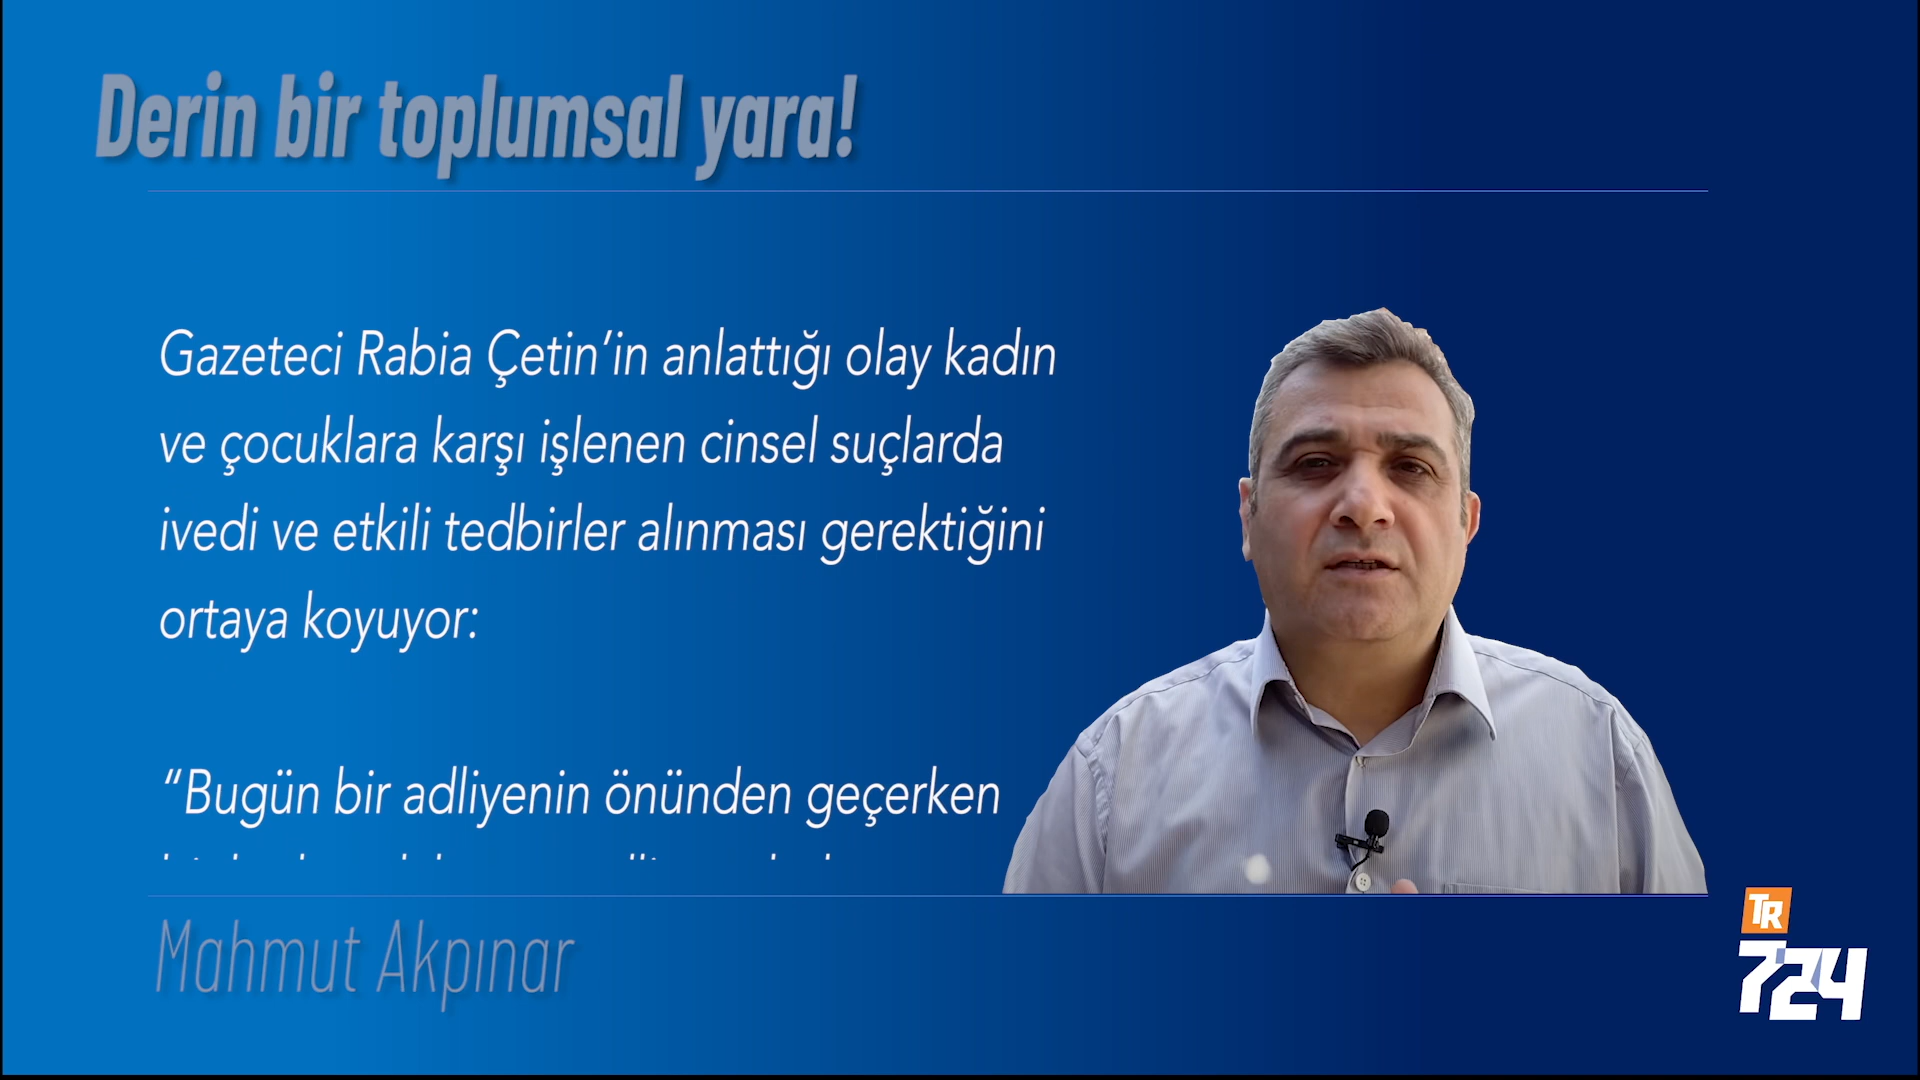 Derin bir toplumsal yara!
Gazeteci Rabia Çetin’in anlattığı olay kadın
ve çocuklara karşı işlenen cinsel suçlarda
ivedi ve etkili tedbirler alınması gerektiğini
ortaya koyuyor:
“Bugün bir adliyenin önünden geçerken
Mahmut Akpınar
TR
724